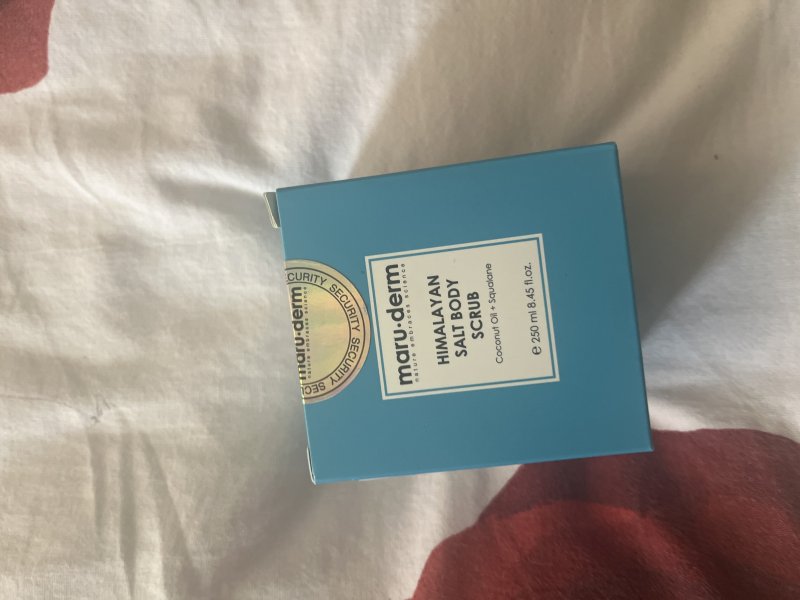 SECURITY SECURITY SECURITY SEC
maru·derm
nature embraces science
maru·derm
nature embraces science
HIMALAYAN
SALT BODY
SCRUB
Coconut Oil + Squalane
℮ 250 ml 8.45 fl.oz.